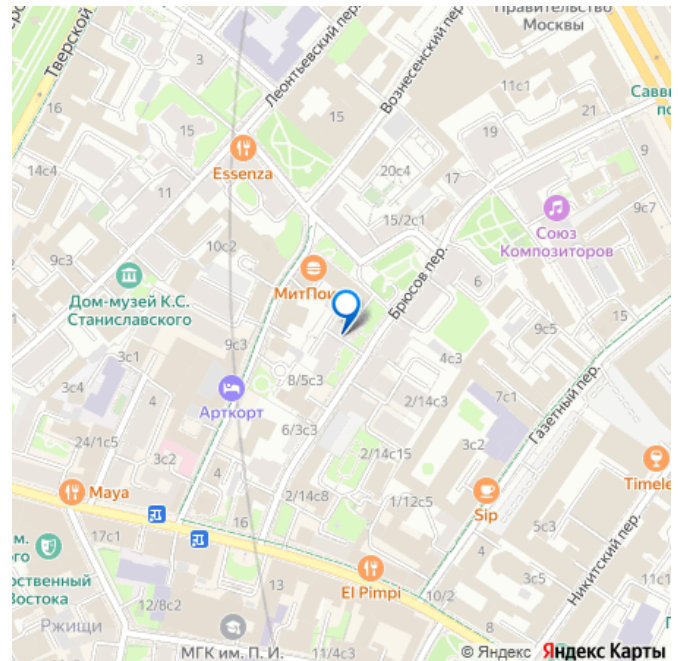 Правительство
Москвы
Тверской
3
Леонтьевский пер.
Вознесенский пер.
11с1
Савви
16
15
21
15
19
9
Essenza
14с4
20с4
17
11
Союз
Композиторов
9с7
15/2с1
10с2
9с3
6
МитПои
Брюсов пер.
Дом-музей К.С.
Станиславского
15
9с5
9с3
3с1
4с3
3с4
8/5с3
7с1
Газетный пер.
4
Арткорт
2/14с3
6/3с3
24/1с5
3с2
3с2
2/14с15
Timele
Maya
2/14с8
1/12с5
Sip
5с3
4
16
17с1
4
Никитский пер.
3с5
рственный
Востока
13
El Pimpi
10/2
11с1
12/8с2
Ржищи
МГК им. П. И.
11/4с3
© Яндекс Яндекс Карты